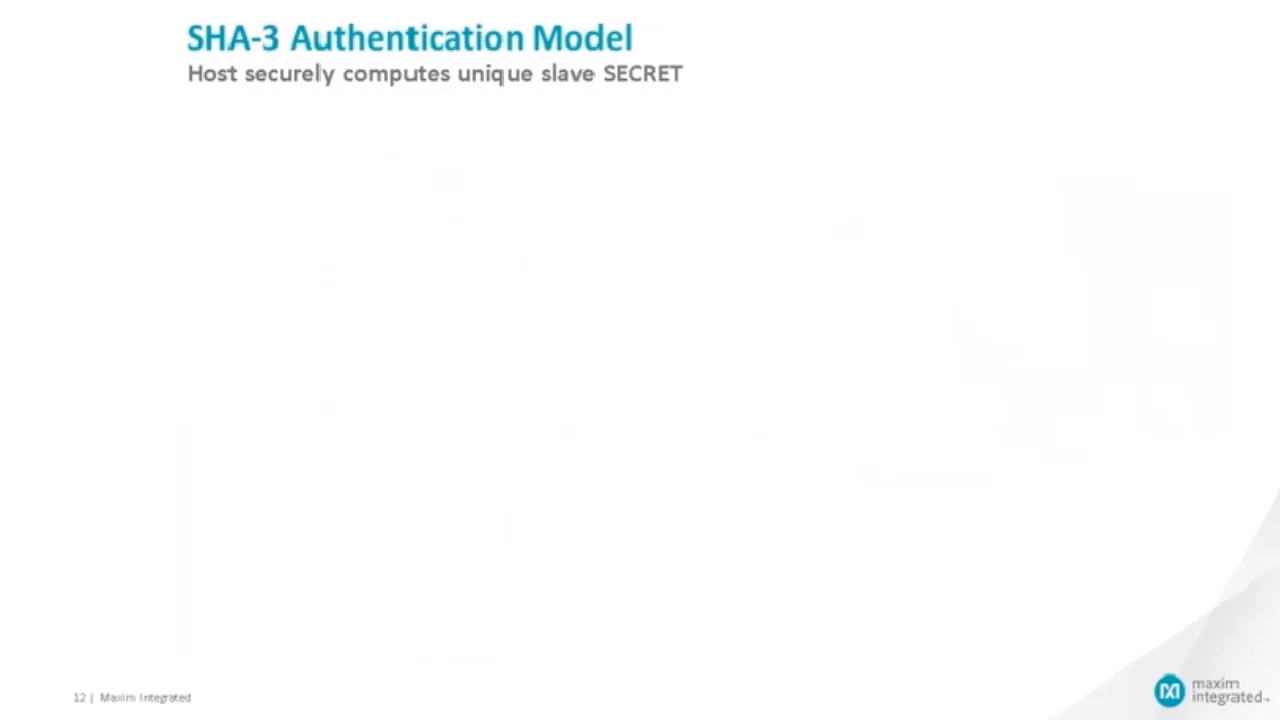 SHA-3 Authentication Model
Host securely computes unique slave SECRET
12 | Maxim Integrated
maxim
integrated™